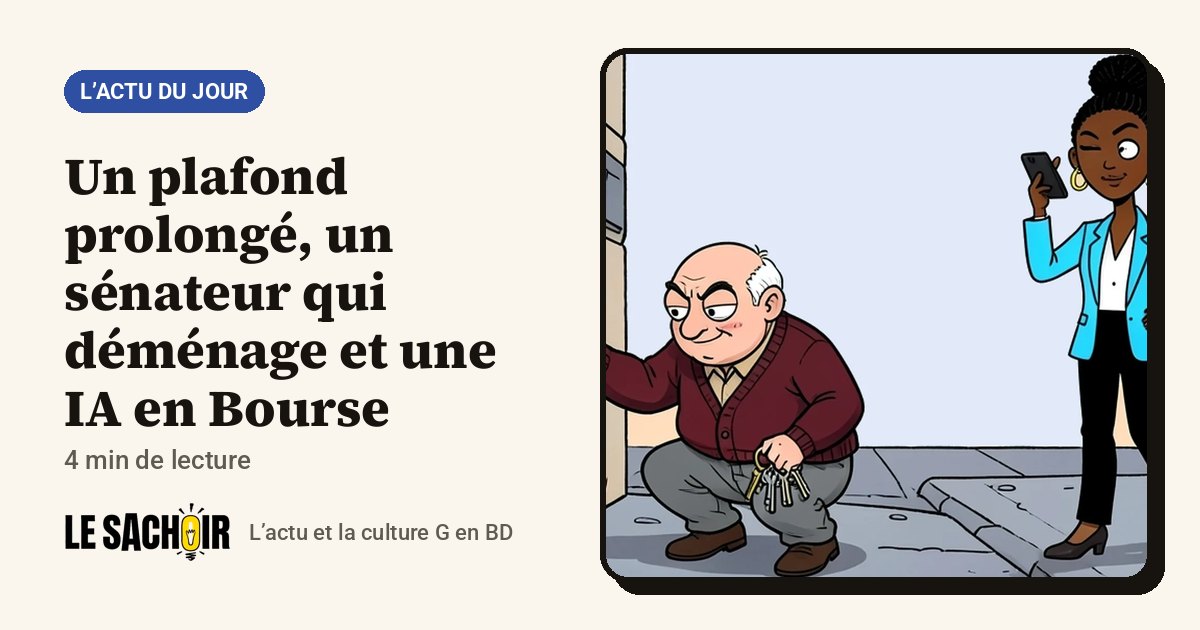 L’ACTU DU JOUR
Un plafond
prolongé, un
sénateur qui
déménage et une
IA en Bourse
4 min de lecture
LE SACHOIR
L’actu et la culture G en BD